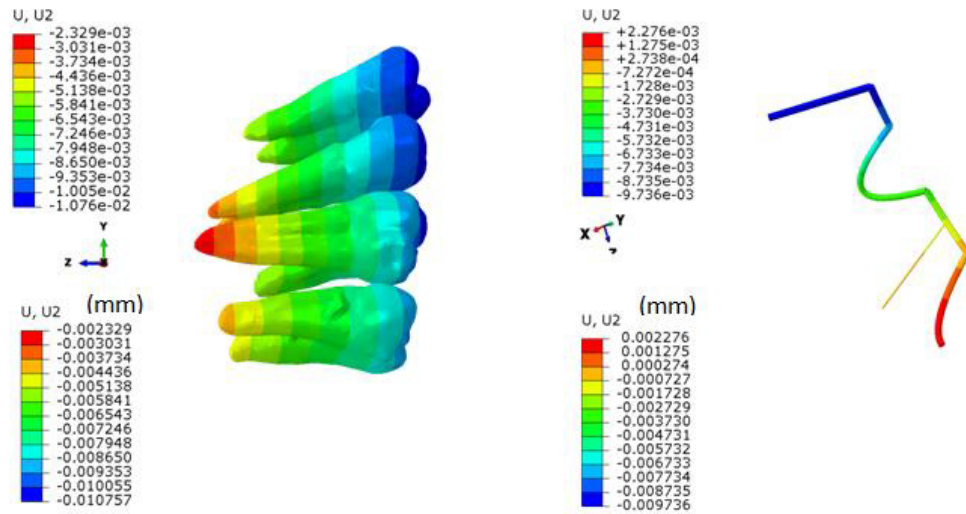 U, U2
-2.329e-03
-3.031e-03
-3.734e-03
-4.436e-03
-5.138e-03
-5.841e-03
-6.543e-03
-7.246e-03
-7.948e-03
-8.650e-03
-9.353e-03
-1.005e-02
-1.076e-02
Y
Z
X
(mm)
U, U2
-0.002329
-0.003031
-0.003734
-0.004436
-0.005138
-0.005841
-0.006543
-0.007246
-0.007948
-0.008650
-0.009353
-0.010055
-0.010757
U, U2
+2.276e-03
+1.275e-03
+2.738e-04
-7.272e-04
-1.728e-03
-2.729e-03
-3.730e-03
-4.731e-03
-5.732e-03
-6.733e-03
-7.734e-03
-8.735e-03
-9.736e-03
X Y
Z
(mm)
U, U2
0.002276
0.001275
0.000274
-0.000727
-0.001728
-0.002729
-0.003730
-0.004731
-0.005732
-0.006733
-0.007734
-0.008735
-0.009736